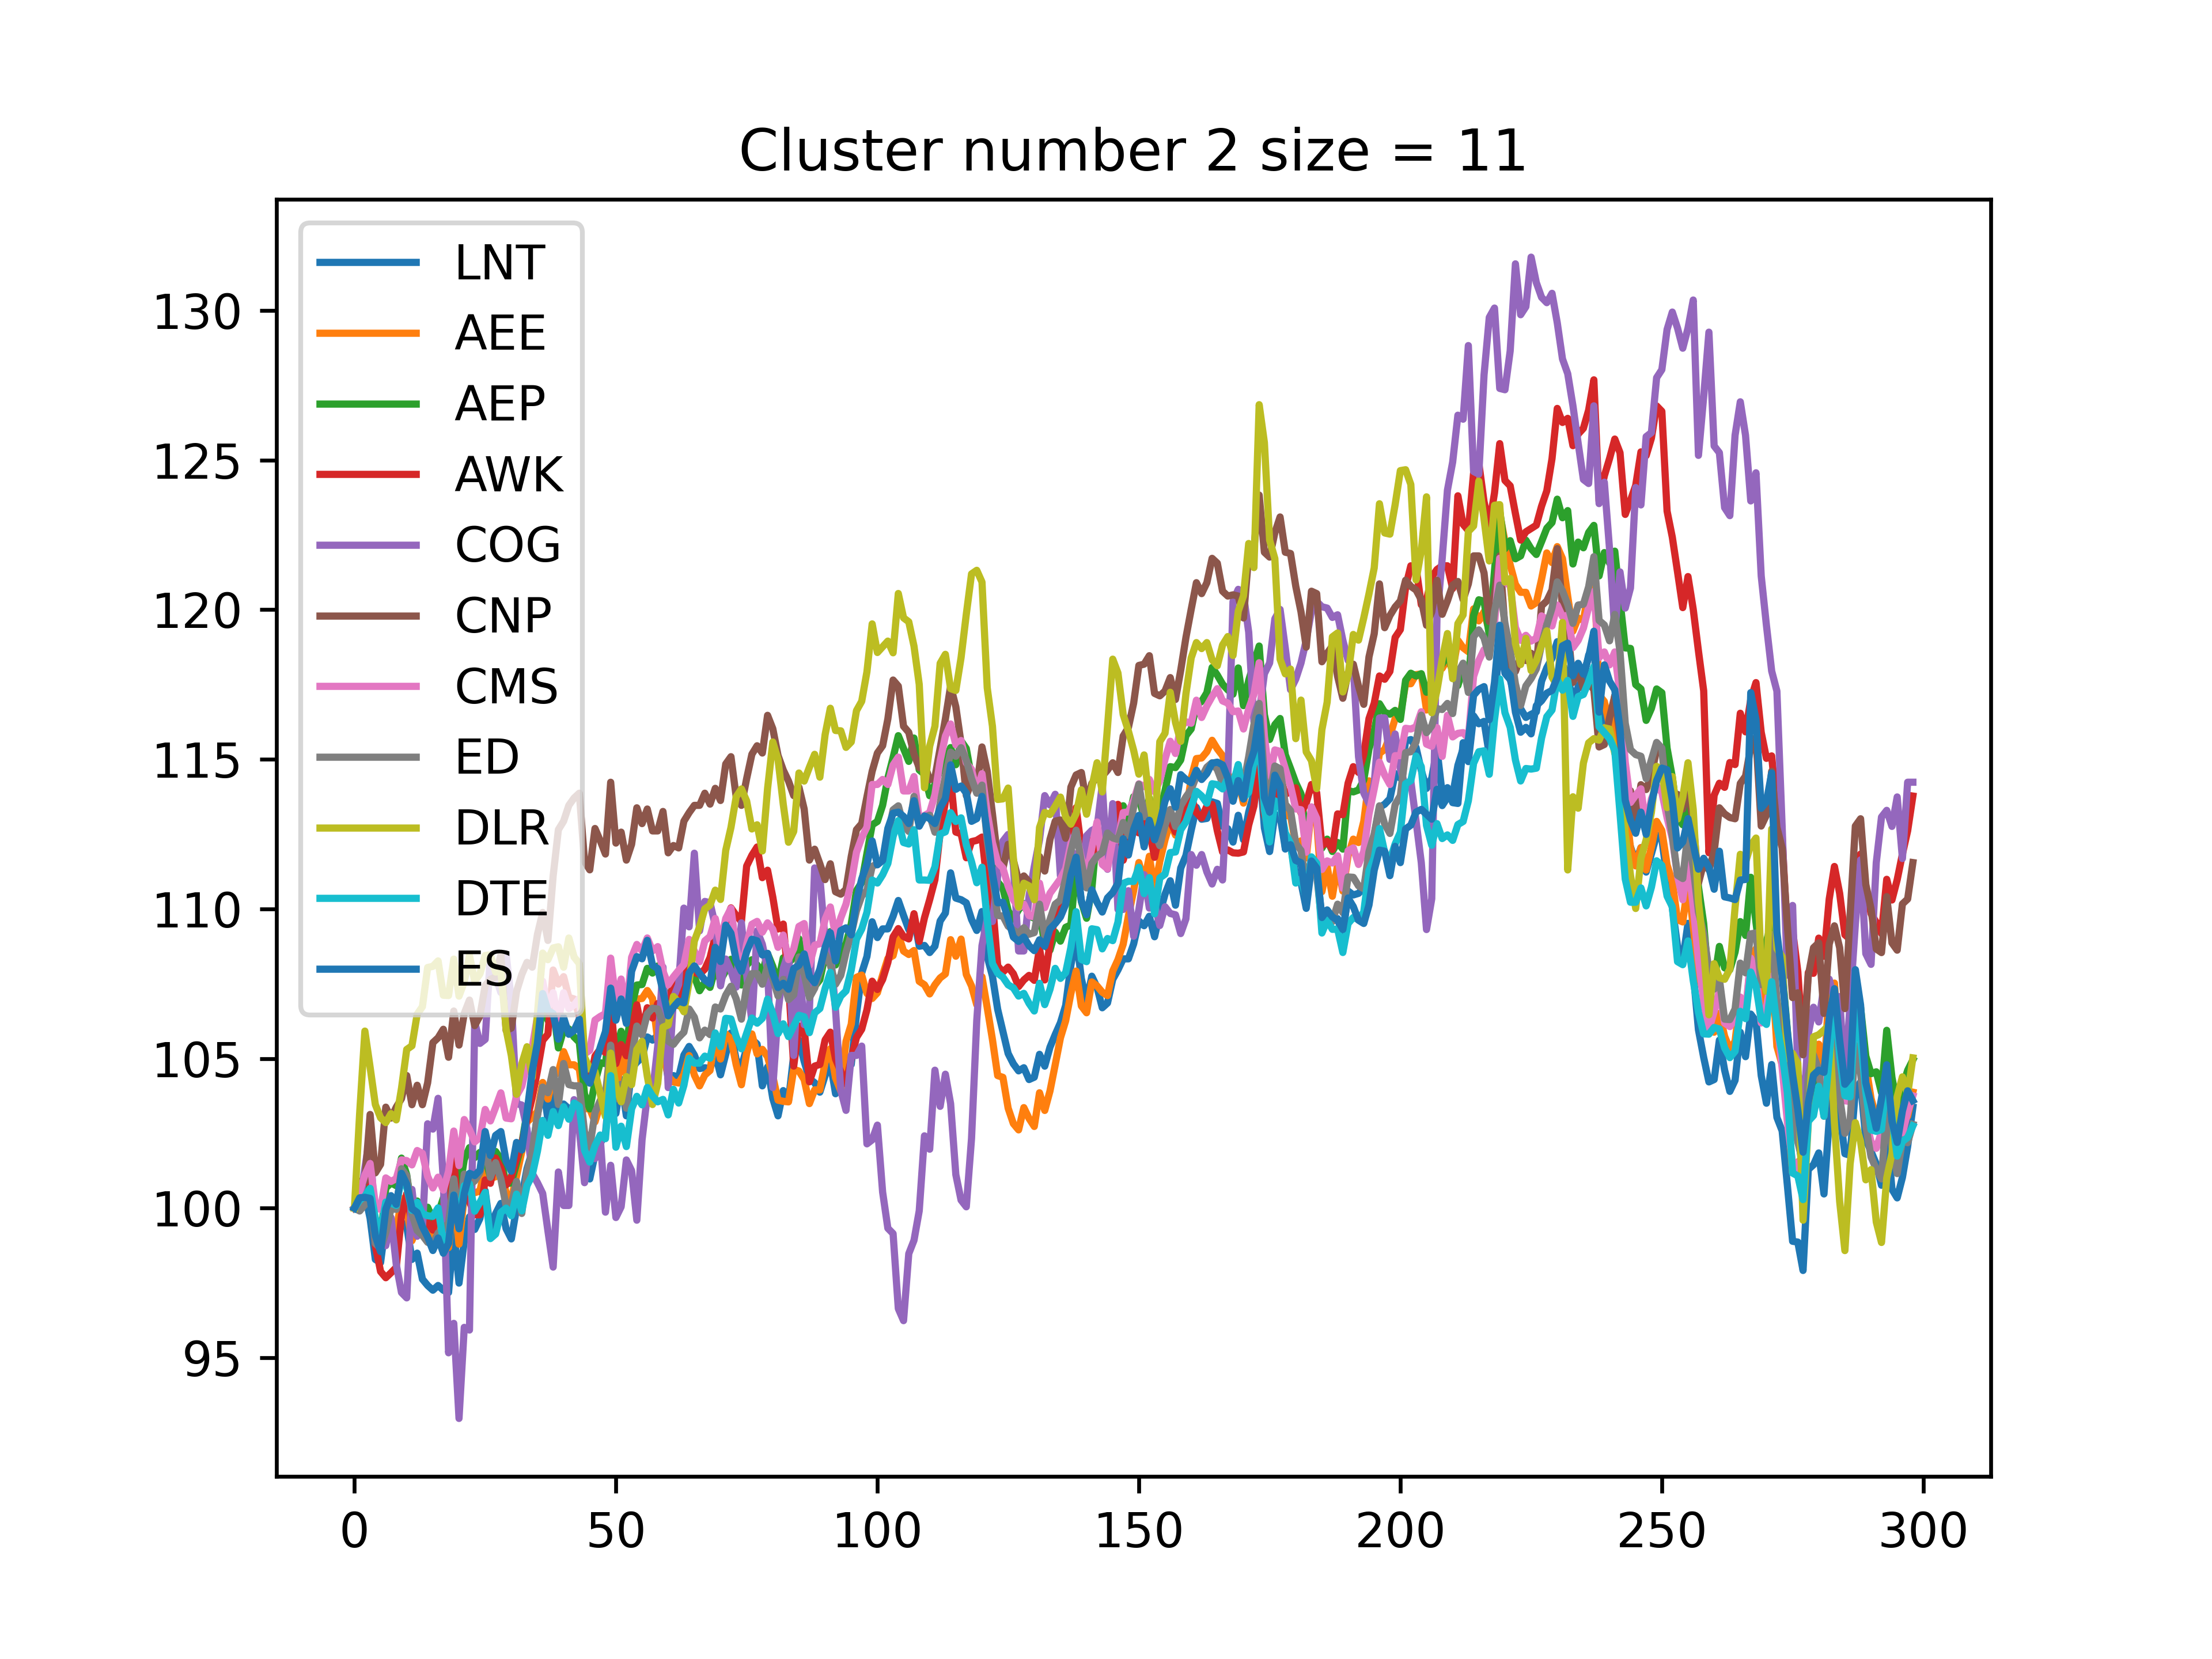 Cluster number 2 size = 11
LNT
AEE
AEP
AWK
COG
CNP
CMS
ED
DLR
DTE
ES
130
125
120
115
110
105
100
95
0 50 100 150 200 250 300